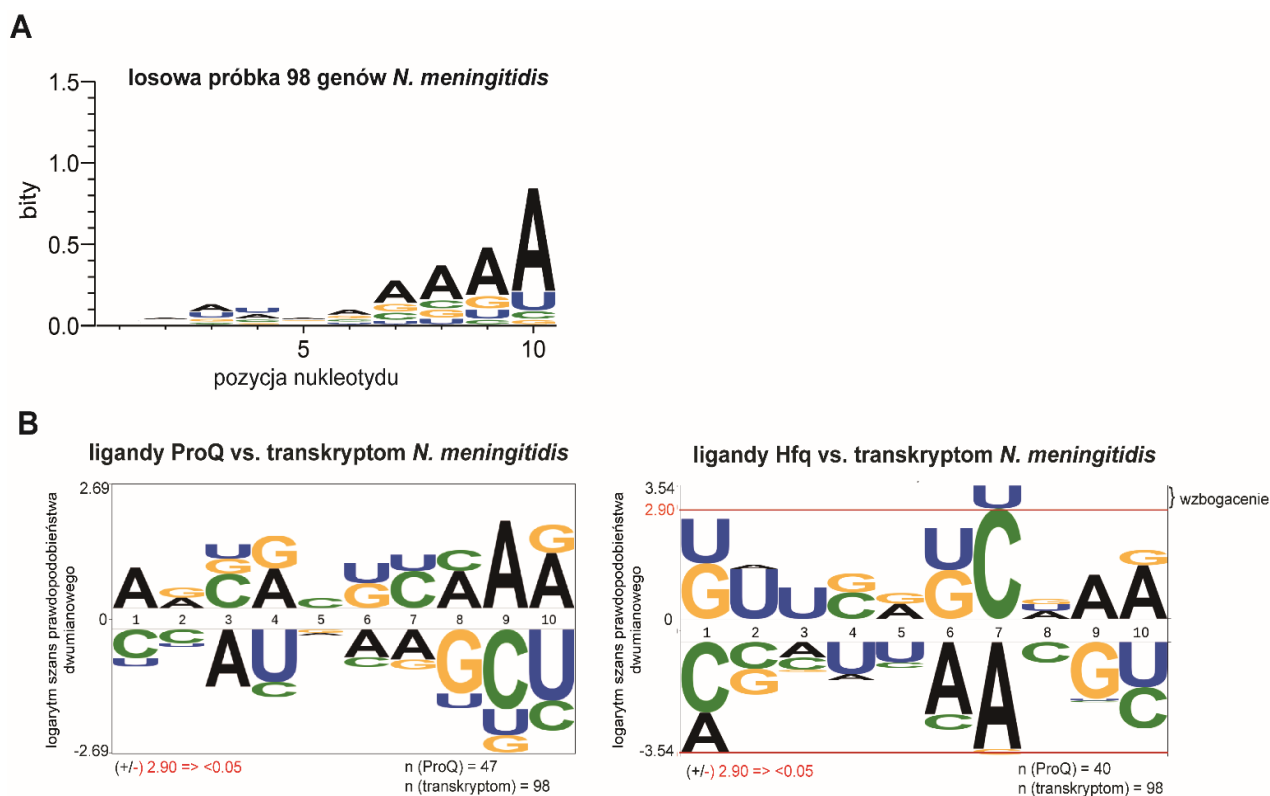 A
losowa próbka 98 genów N. meningitidis
1.5
1.0
0.5
0.0
bity
A U G C
U A C G
A G C U
A C G U
A G U C
A U C G
5
10
pozycja nukleotydu
B
ligandy ProQ vs. transkryptom N. meningitidis
logarytm szans prawdopodobieństwa
dwumianowego
2.69
0
-2.69
A G U G U U C G
A G A C G C A A A
C
1 2 3 4 5 6 7 8 9 10
C C A U A A A G C U
U U C C G U U C
G
(+/-) 2.90 => <0.05
n (ProQ) = 47
n (transkryptom) = 98
ligandy Hfq vs. transkryptom N. meningitidis
logarytm szans prawdopodobieństwa
dwumianowego
3.54
2.90
0
-3.54
wzbogacenie
U A G G U U G U G
G U U C A G C A A A
1 2 3 4 5 6 7 8 9 10
C C A U U A A C G U
A G C A C C G U C
(+/-) 2.90 => <0.05
n (ProQ) = 40
n (transkryptom) = 98